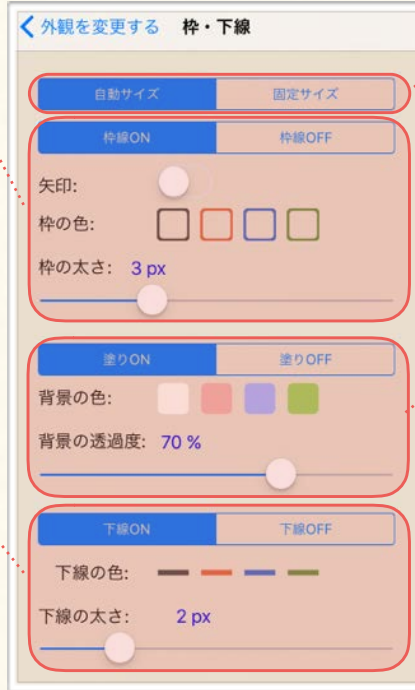 外観を変更する 枠・下線
自動サイズ 固定サイズ
枠線ON 枠線OFF
矢印:
枠の色:
枠の太さ: 3 px
塗りON 塗りOFF
背景の色:
背景の透過度: 70 %
下線ON 下線OFF
下線の色:
下線の太さ: 2 px